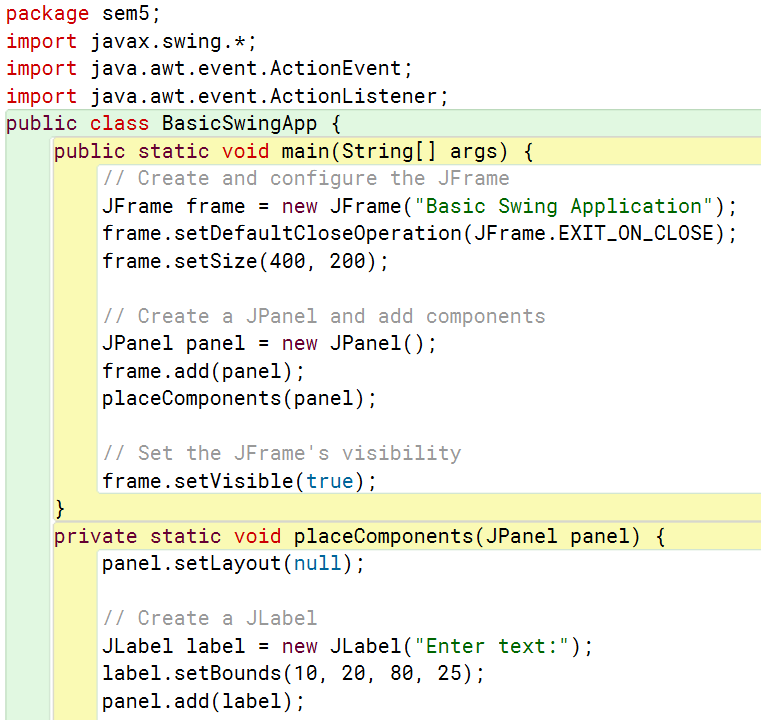 package sem5;
import javax.swing.*;
import java.awt.event.ActionEvent;
import java.awt.event.ActionListener;
public class BasicSwingApp {
    public static void main(String[] args) {
        // Create and configure the JFrame
        JFrame frame = new JFrame("Basic Swing Application");
        frame.setDefaultCloseOperation(JFrame.EXIT_ON_CLOSE);
        frame.setSize(400, 200);

        // Create a JPanel and add components
        JPanel panel = new JPanel();
        frame.add(panel);
        placeComponents(panel);

        // Set the JFrame's visibility
        frame.setVisible(true);
    }
    private static void placeComponents(JPanel panel) {
        panel.setLayout(null);

        // Create a JLabel
        JLabel label = new JLabel("Enter text:");
        label.setBounds(10, 20, 80, 25);
        panel.add(label);